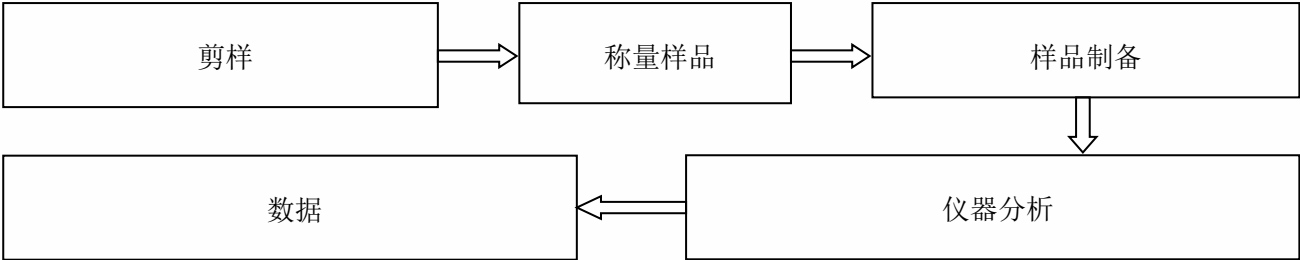 剪样
称量样品
样品制备
仪器分析
数据